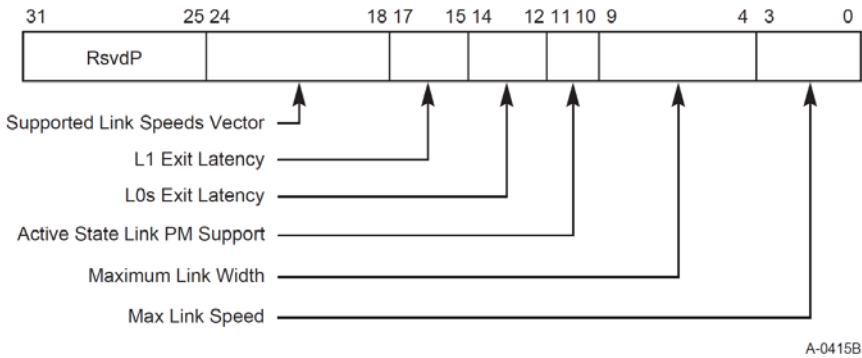 31 25 24 18 17 15 14 12 11 10 9 4 3 0
RsvdP
Supported Link Speeds Vector
L1 Exit Latency
L0s Exit Latency
Active State Link PM Support
Maximum Link Width
Max Link Speed
A-0415B